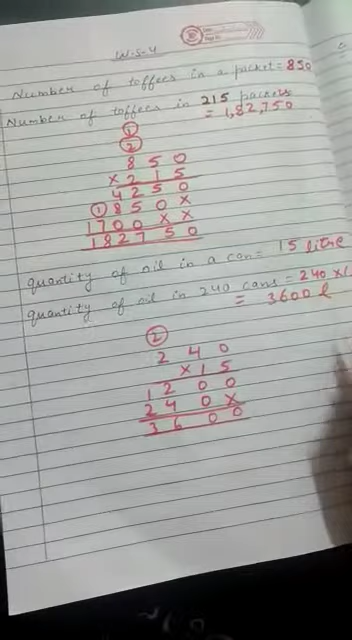 W.S-4
Number of toffees in a packet = 850
Number of toffees in 215 packets
= 1,82,750
1
2
8 5 0
x 2 1 5
4 2 5 0
1 8 5 0 x
1 7 0 0 x x
1 8 2 7 5 0
quantity of oil in a can = 15 litre
quantity of oil in 240 cans = 240 x 1
= 3600 l
2
2 4 0
x 1 5
1 2 0 0
2 4 0 x
3 6 0 0